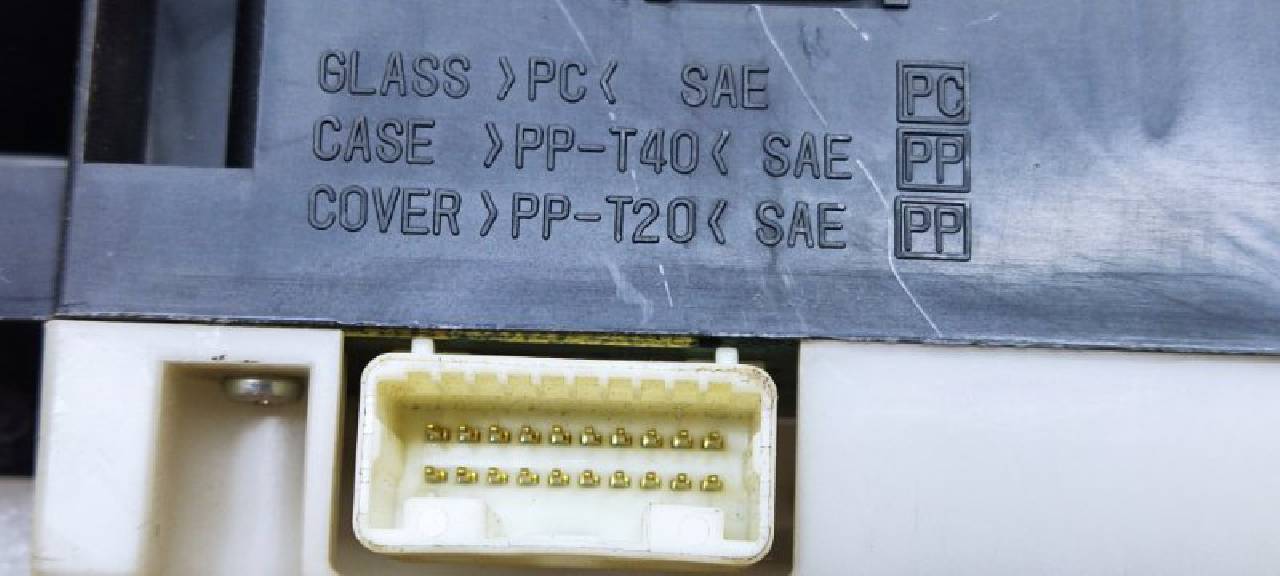 GLASS >PC< SAE PC
CASE >PP-T40< SAE PP
COVER >PP-T20< SAE PP